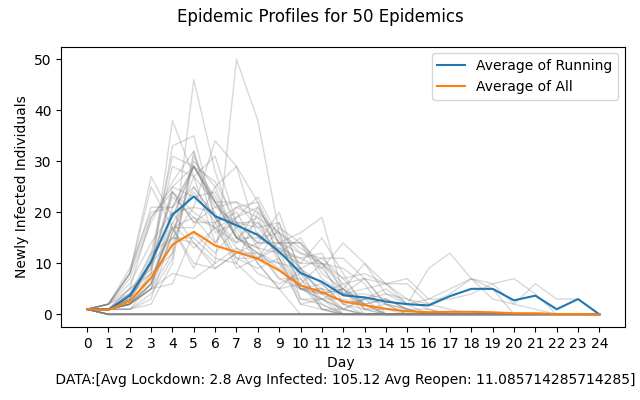 Epidemic Profiles for 50 Epidemics
Newly Infected Individuals
50
40
30
20
10
0
Average of Running
Average of All
0 1 2 3 4 5 6 7 8 9 10 11 12 13 14 15 16 17 18 19 20 21 22 23 24
Day
DATA:[Avg Lockdown: 2.8 Avg Infected: 105.12 Avg Reopen: 11.085714285714285]